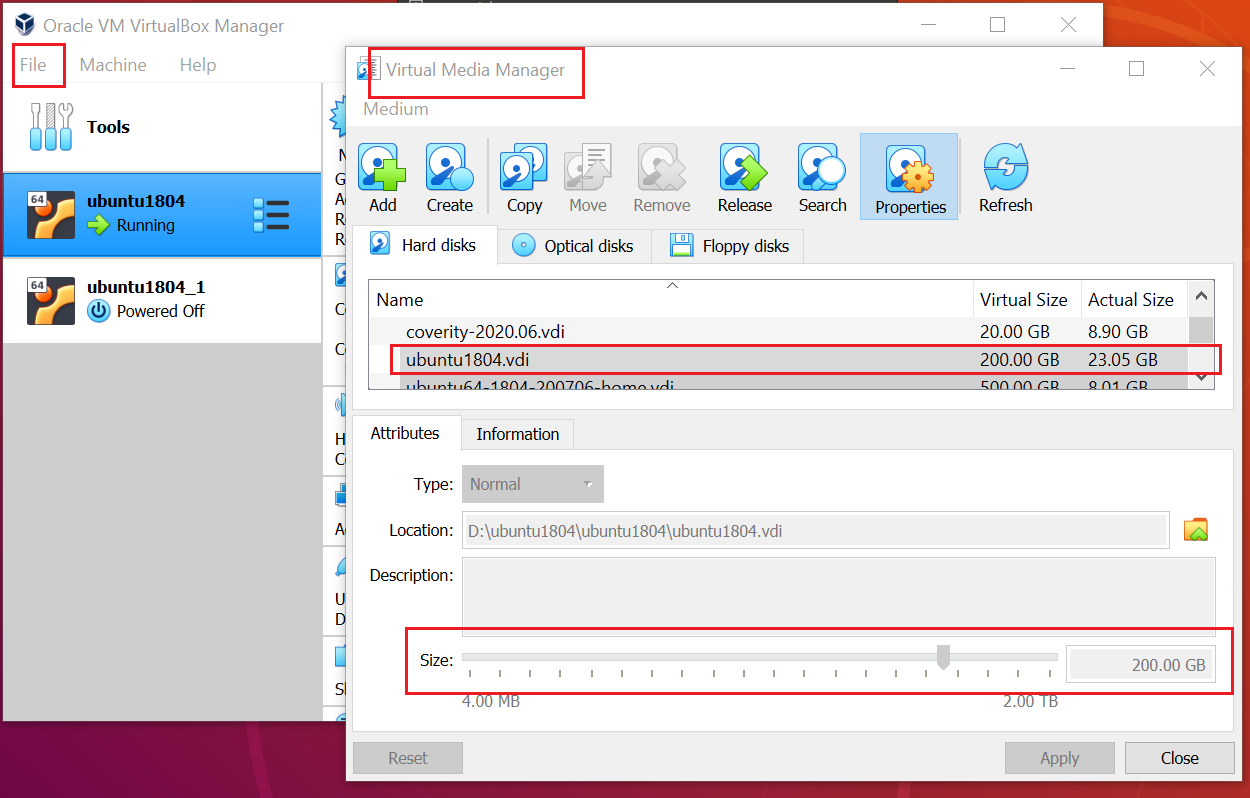 Oracle VM VirtualBox Manager
File Machine Help
Tools
64 ubuntu1804
Running
64 ubuntu1804_1
Powered Off
Virtual Media Manager
Medium
Add Create Copy Move Remove Release Search Properties Refresh
Hard disks Optical disks Floppy disks
Name Virtual Size Actual Size
coverity-2020.06.vdi 20.00 GB 8.90 GB
ubuntu1804.vdi 200.00 GB 23.05 GB
ubuntu64-1804-200706-home.vdi 500.00 GB 8.01 GB
Attributes Information
Type: Normal
Location: D:\ubuntu1804\ubuntu1804\ubuntu1804.vdi
Description:
Size: 200.00 GB
4.00 MB 2.00 TB
Reset Apply Close